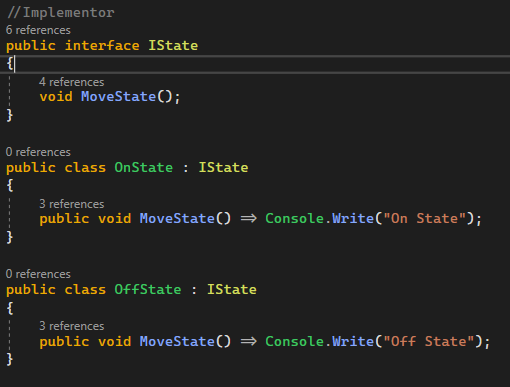 //Implementor
6 references
public interface IState
{
4 references
void MoveState();
}
0 references
public class OnState : IState
{
3 references
public void MoveState() => Console.Write("On State");
}
0 references
public class OffState : IState
{
3 references
public void MoveState() => Console.Write("Off State");
}